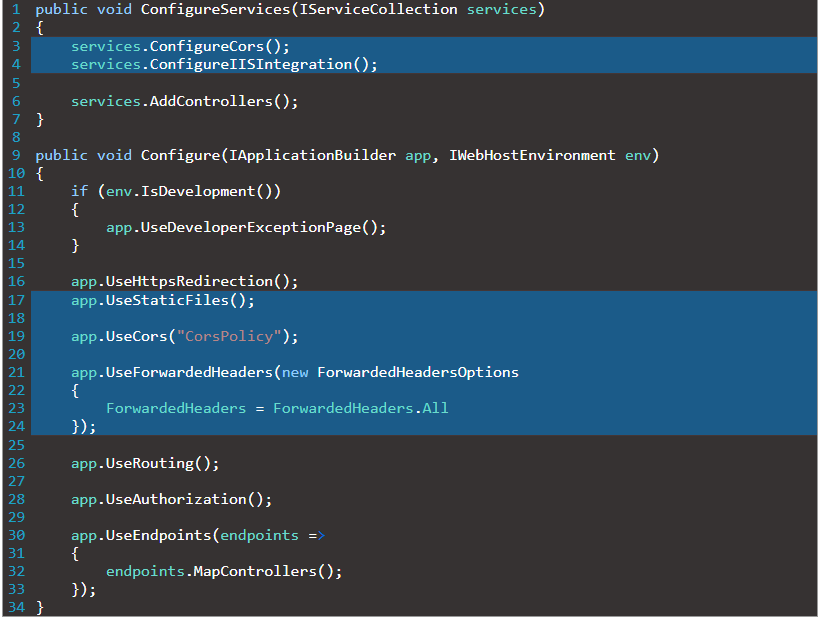 1 public void ConfigureServices(IServiceCollection services)
2 {
3     services.ConfigureCors();
4     services.ConfigureIISIntegration();
5
6     services.AddControllers();
7 }
8
9 public void Configure(IApplicationBuilder app, IWebHostEnvironment env)
10 {
11     if (env.IsDevelopment())
12     {
13         app.UseDeveloperExceptionPage();
14     }
15
16     app.UseHttpsRedirection();
17     app.UseStaticFiles();
18
19     app.UseCors("CorsPolicy");
20
21     app.UseForwardedHeaders(new ForwardedHeadersOptions
22     {
23         ForwardedHeaders = ForwardedHeaders.All
24     });
25
26     app.UseRouting();
27
28     app.UseAuthorization();
29
30     app.UseEndpoints(endpoints =>
31     {
32         endpoints.MapControllers();
33     });
34 }